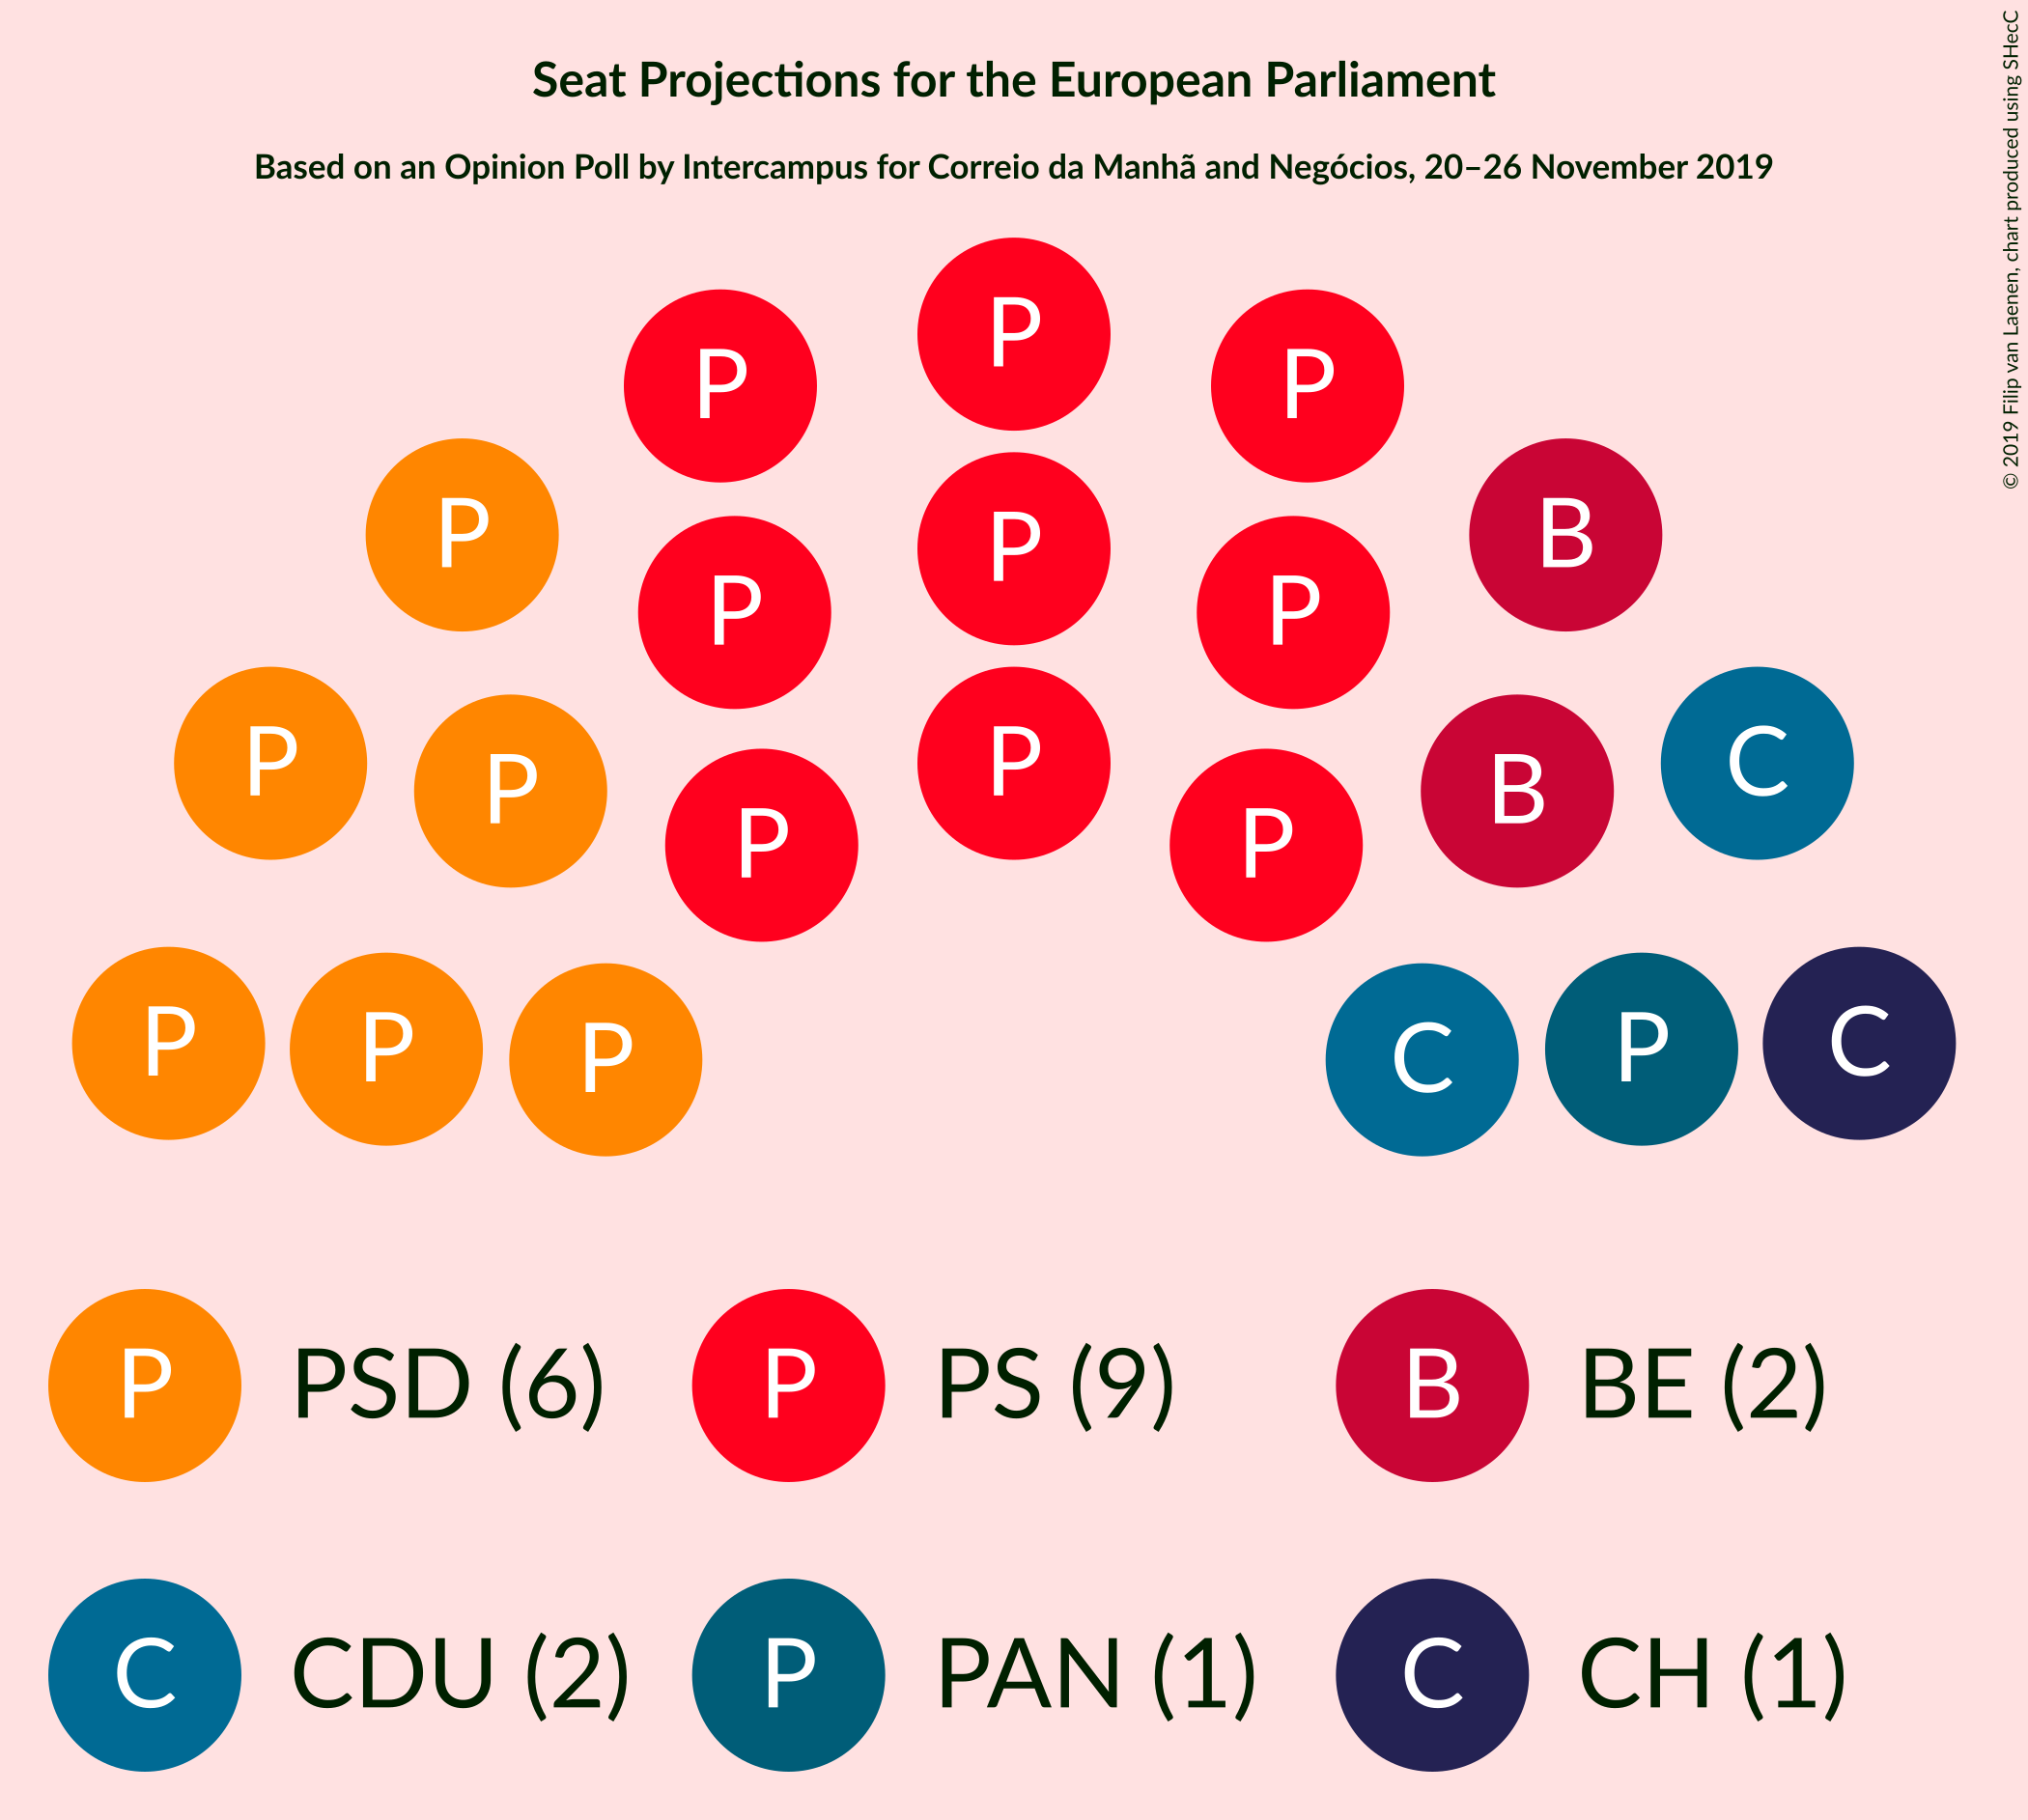 Seat Projections for the European Parliament
Based on an Opinion Poll by Intercampus for Correio da Manhã and Negócios, 20–26 November 2019
© 2019 Filip van Laenen, chart produced using SHecC
P
P P
P B
P
P P
P C
P B
P
P P
P P P
C P C
P PSD (6) P PS (9) B BE (2)
C CDU (2) P PAN (1) C CH (1)